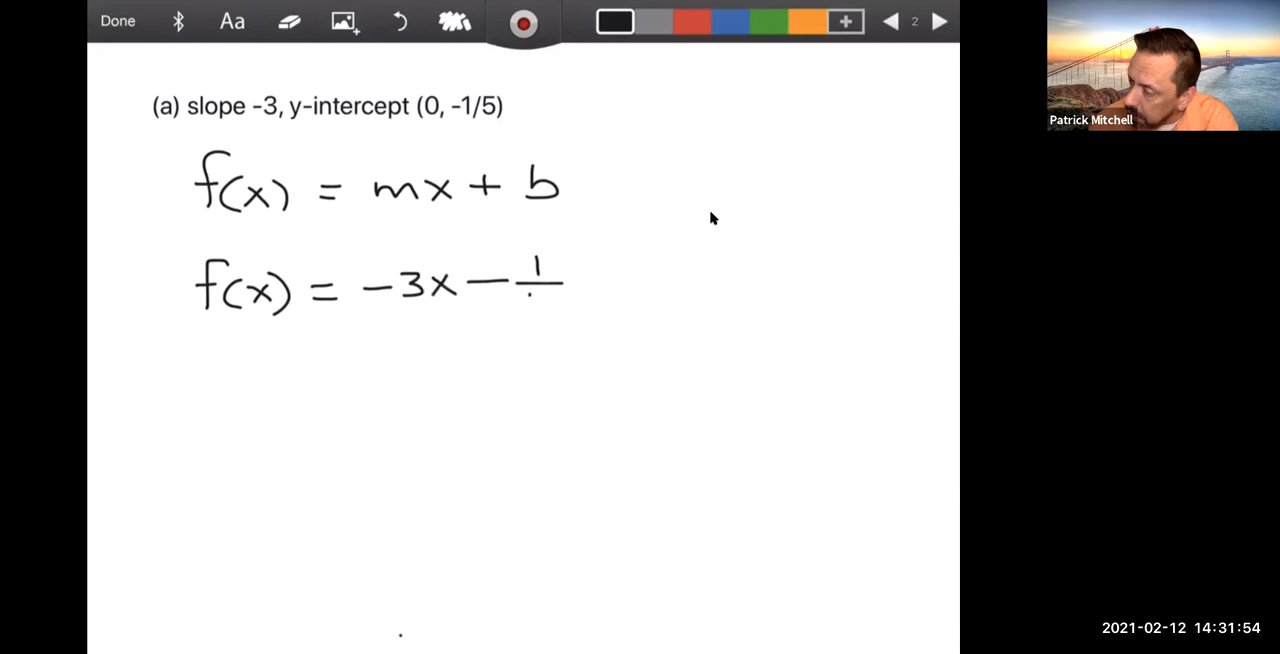 Done Aa 2
(a) slope -3, y-intercept (0, -1/5)
f(x) = mx + b
f(x) = -3x - 1/
Patrick Mitchell
2021-02-12 14:31:54